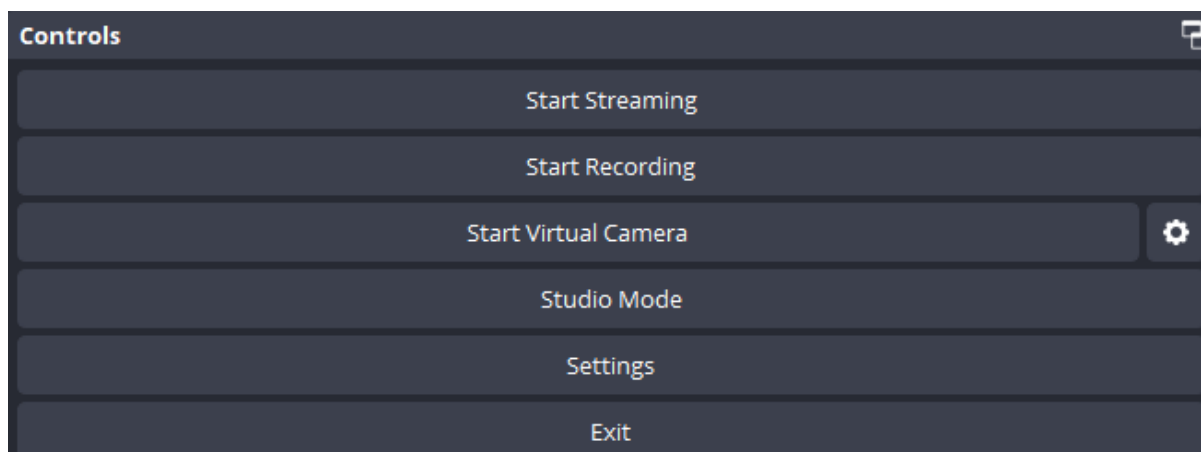 Controls
Start Streaming
Start Recording
Start Virtual Camera
Studio Mode
Settings
Exit